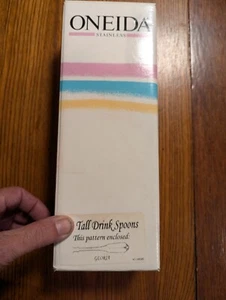 ONEIDA
STAINLESS
Tall Drink Spoons
This pattern enclosed: